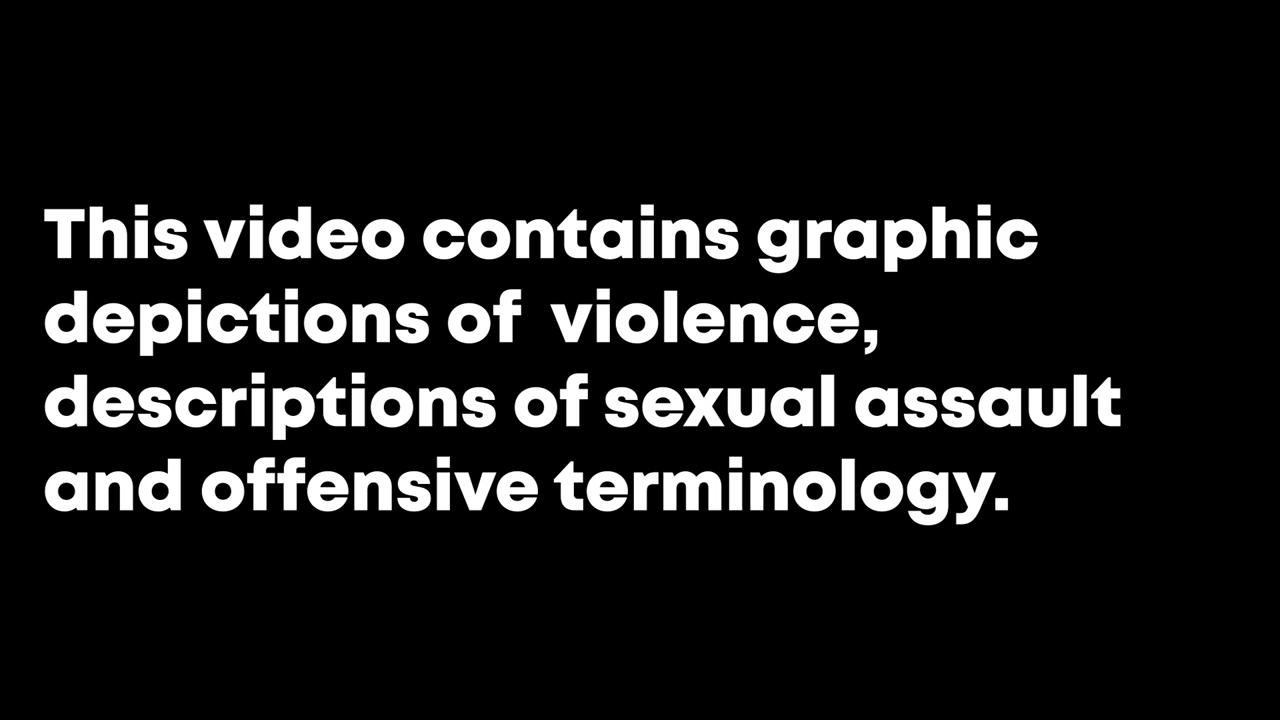 This video contains graphic
depictions of  violence,
descriptions of sexual assault
and offensive terminology.